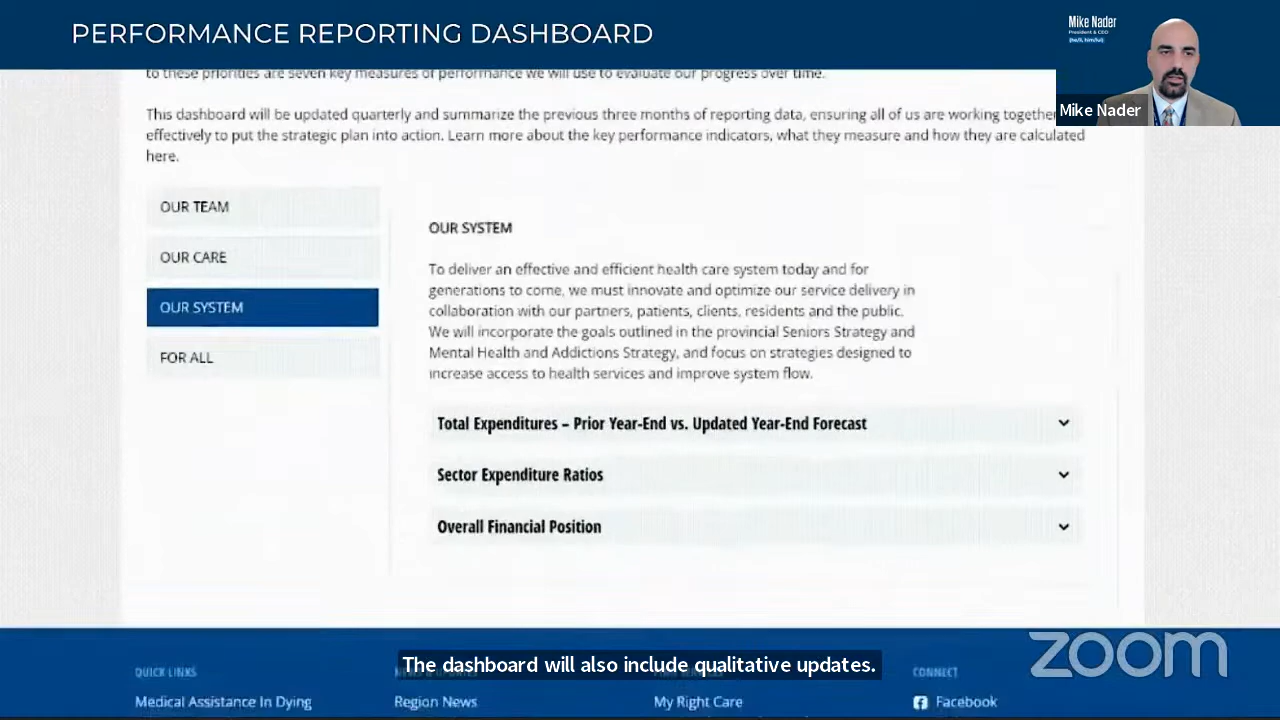 PERFORMANCE REPORTING DASHBOARD
Mike Nader
President & CEO
(he/il, him/lui)
Mike Nader
to these priorities are seven key measures of performance we will use to evaluate our progress over time.
This dashboard will be updated quarterly and summarize the previous three months of reporting data, ensuring all of us are working together
effectively to put the strategic plan into action. Learn more about the key performance indicators, what they measure and how they are calculated
here.
OUR TEAM
OUR CARE
OUR SYSTEM
FOR ALL
OUR SYSTEM
To deliver an effective and efficient health care system today and for
generations to come, we must innovate and optimize our service delivery in
collaboration with our partners, patients, clients, residents and the public.
We will incorporate the goals outlined in the provincial Seniors Strategy and
Mental Health and Addictions Strategy, and focus on strategies designed to
increase access to health services and improve system flow.
Total Expenditures – Prior Year-End vs. Updated Year-End Forecast
Sector Expenditure Ratios
Overall Financial Position
zoom
The dashboard will also include qualitative updates.
QUICK LINKS
CONNECT
Medical Assistance In Dying
Region News
My Right Care
Facebook